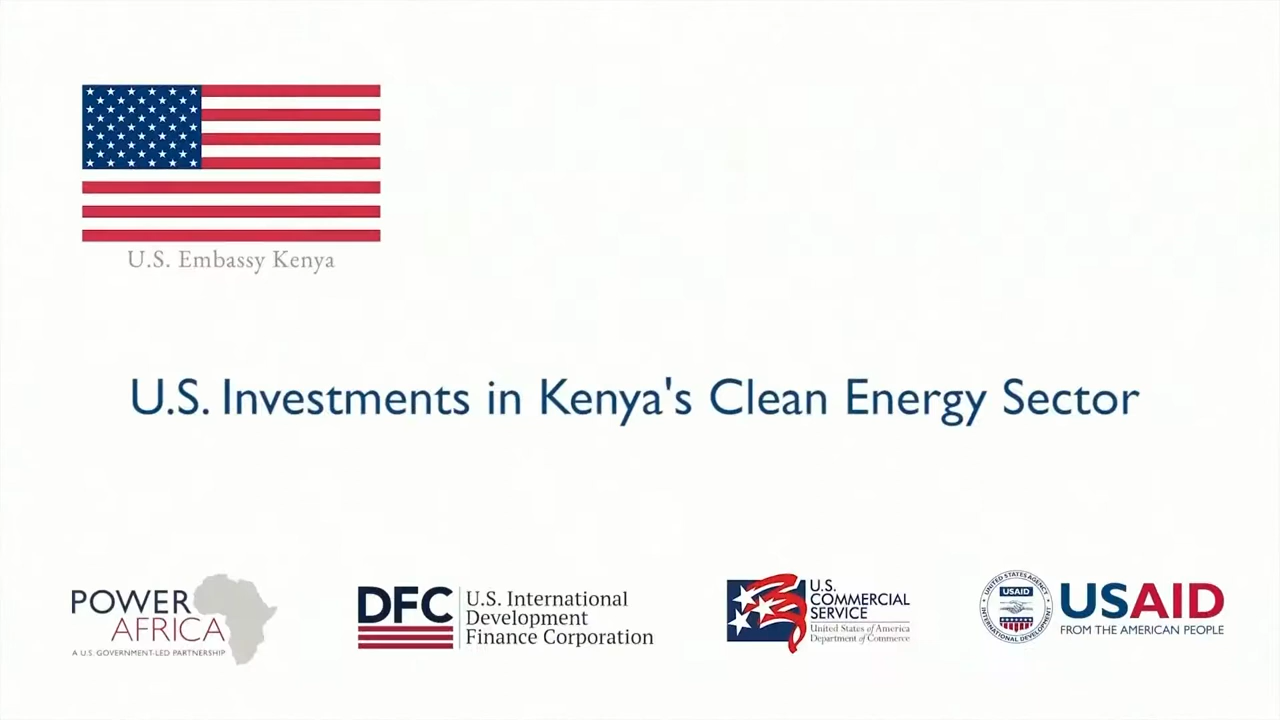 U.S. Embassy Kenya
U.S. Investments in Kenya's Clean Energy Sector
POWER
AFRICA
A U.S. GOVERNMENT-LED PARTNERSHIP
DFC
U.S. International
Development
Finance Corporation
U.S.
COMMERCIAL
SERVICE
United States of America
Department of Commerce
UNITED STATES AGENCY
USAID
INTERNATIONAL DEVELOPMENT
USAID
FROM THE AMERICAN PEOPLE